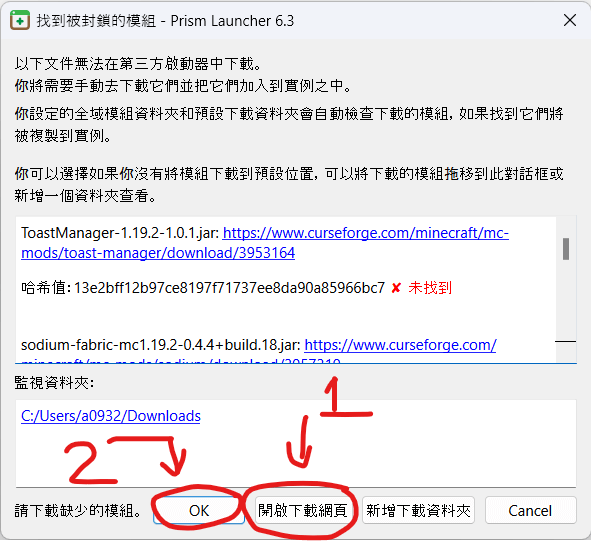 找到被封鎖的模組 - Prism Launcher 6.3
以下文件無法在第三方啟動器中下載。
你將需要手動去下載它們並把它們加入到實例之中。
你設定的全域模組資料夾和預設下載資料夾會自動檢查下載的模組, 如果找到它們將
被複製到實例。
你可以選擇如果你沒有將模組下載到預設位置, 可以將下載的模組拖移到此對話框或
新增一個資料夾查看。
ToastManager-1.19.2-1.0.1.jar: https://www.curseforge.com/minecraft/mc-
mods/toast-manager/download/3953164
哈希值: 13e2bff12b97ce8197f71737ee8da90a85966bc7 ✘ 未找到
sodium-fabric-mc1.19.2-0.4.4+build.18.jar: https://www.curseforge.com/
minecraft/mc-mods/sodium/download/3957219
監視資料夾:
1
C:/Users/a0932/Downloads
2
請下載缺少的模組。 OK 開啟下載網頁 新增下載資料夾 Cancel